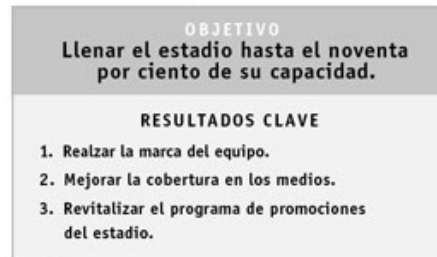 OBJETIVO
Llenar el estadio hasta el noventa
por ciento de su capacidad.
RESULTADOS CLAVE
1. Realzar la marca del equipo.
2. Mejorar la cobertura en los medios.
3. Revitalizar el programa de promociones
del estadio.